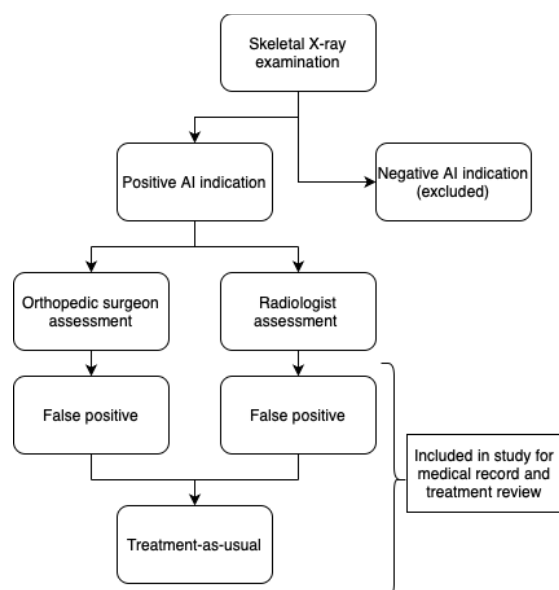 Skeletal X-ray
examination
Positive AI indication
Negative AI indication
(excluded)
Orthopedic surgeon
assessment
Radiologist
assessment
False positive
False positive
Included in study for
medical record and
treatment review
Treatment-as-usual